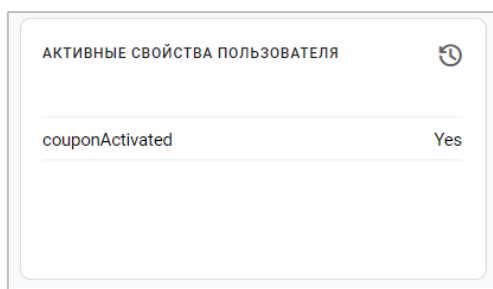 АКТИВНЫЕ СВОЙСТВА ПОЛЬЗОВАТЕЛЯ
couponActivated Yes